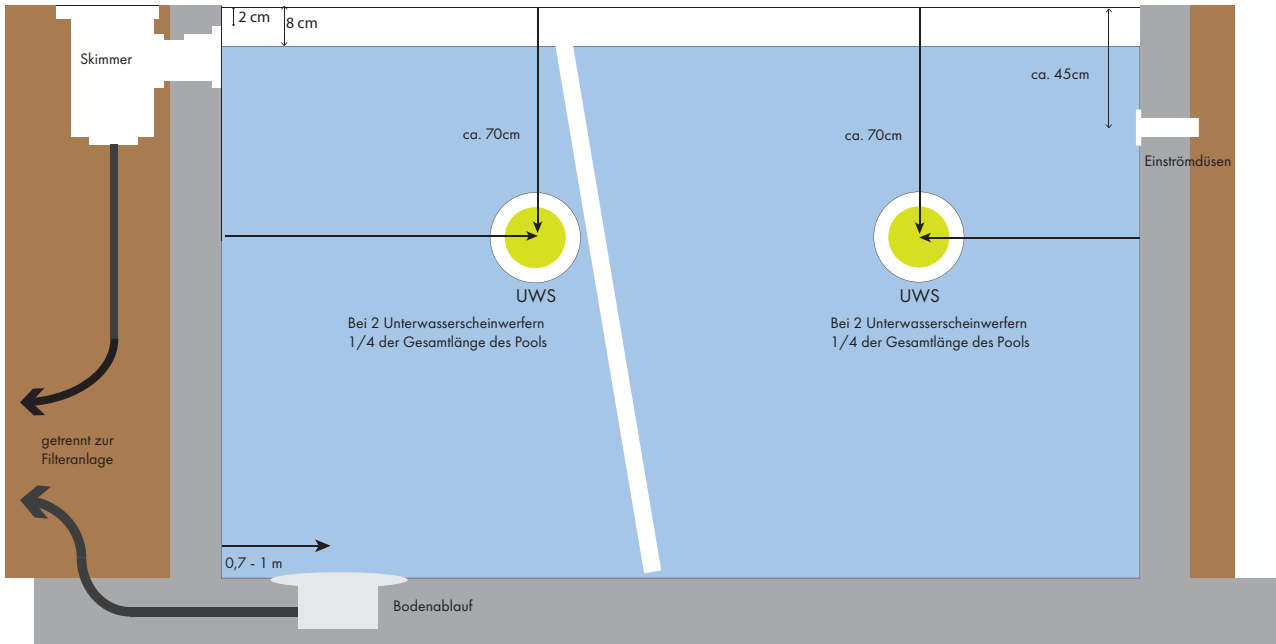 2 cm
8 cm
Skimmer
ca. 45cm
ca. 70cm
ca. 70cm
Einströmdüsen
UWS
Bei 2 Unterwasserscheinwerfern
1/4 der Gesamtlänge des Pools
UWS
Bei 2 Unterwasserscheinwerfern
1/4 der Gesamtlänge des Pools
getrennt zur
Filteranlage
0,7 - 1 m
Bodenablauf